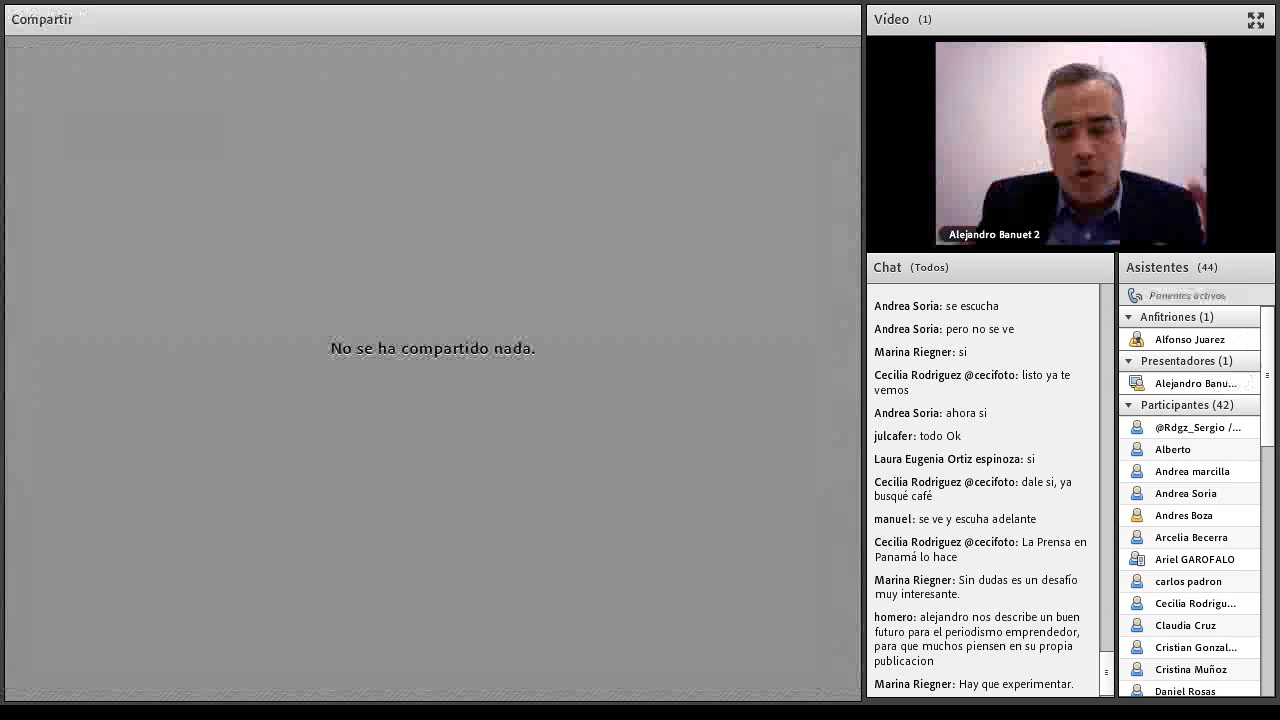 Compartir
No se ha compartido nada.
Vídeo (1)
Alejandro Banuet 2
Chat (Todos)
Andrea Soria: se escucha
Andrea Soria: pero no se ve
Marina Riegner: si
Cecilia Rodriguez @cecifoto: listo ya te
vemos
Andrea Soria: ahora si
julcafer: todo Ok
Laura Eugenia Ortiz espinoza: si
Cecilia Rodriguez @cecifoto: dale si, ya
busqué café
manuel: se ve y escuha adelante
Cecilia Rodriguez @cecifoto: La Prensa en
Panamá lo hace
Marina Riegner: Sin dudas es un desafío
muy interesante.
homero: alejandro nos describe un buen
futuro para el periodismo emprendedor,
para que muchos piensen en su propia
publicacion
Marina Riegner: Hay que experimentar.
Asistentes (44)
Ponentes activos
Anfitriones (1)
Alfonso Juarez
Presentadores (1)
Alejandro Banu...
Participantes (42)
@Rdgz_Sergio /...
Alberto
Andrea marcilla
Andrea Soria
Andres Boza
Arcelia Becerra
Ariel GAROFALO
carlos padron
Cecilia Rodrigu...
Claudia Cruz
Cristian Gonzal...
Cristina Muñoz
Daniel Rosas